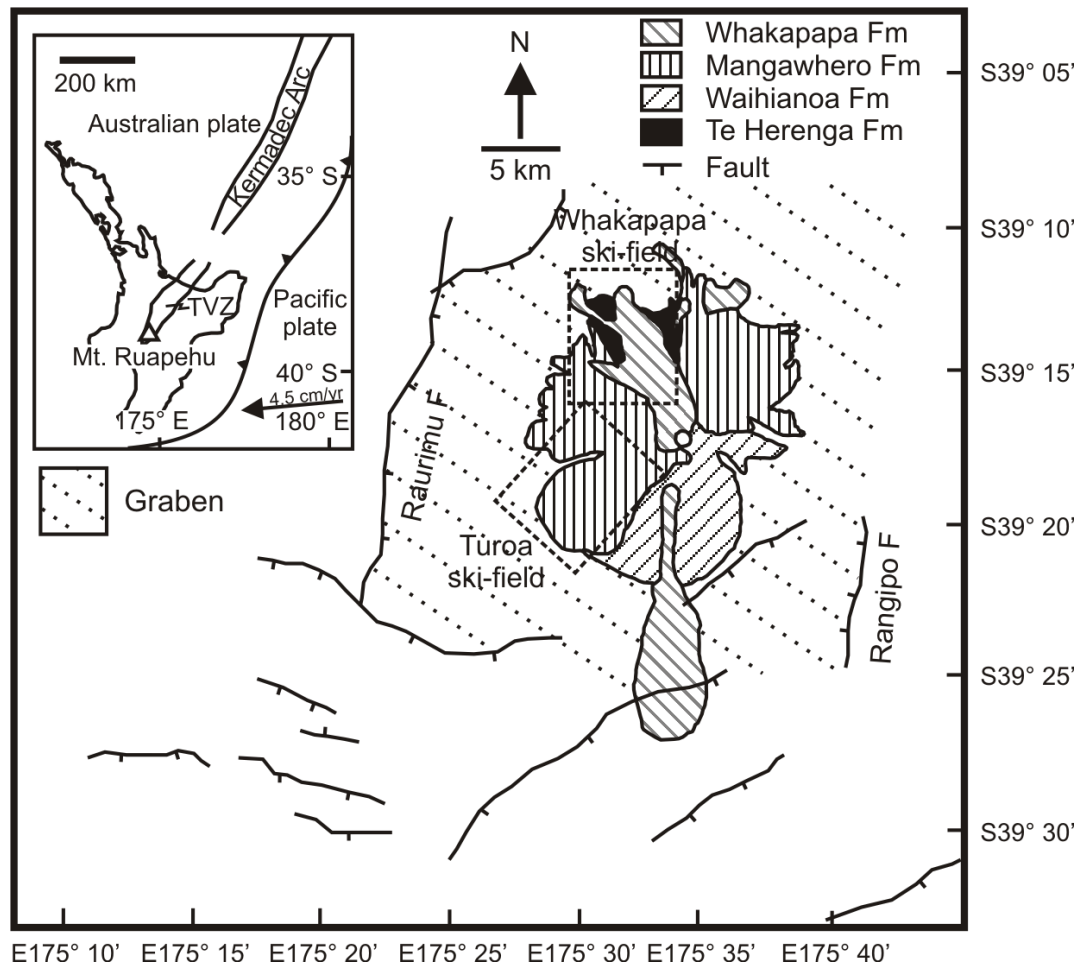 200 km
Australian plate
Kermadec Arc
35° S
Pacific
plate
TVZ
Mt. Ruapehu
40° S
4.5 cm/yr
175° E
180° E
Graben
N
5 km
Whakapapa Fm
Mangawhero Fm
Waihianoa Fm
Te Herenga Fm
Fault
Whakapapa
ski-field
Raurimu F
Turoa
ski-field
Rangipo F
S39° 05'
S39° 10'
S39° 15'
S39° 20'
S39° 25'
S39° 30'
E175° 10' E175° 15' E175° 20' E175° 25' E175° 30' E175° 35' E175° 40'